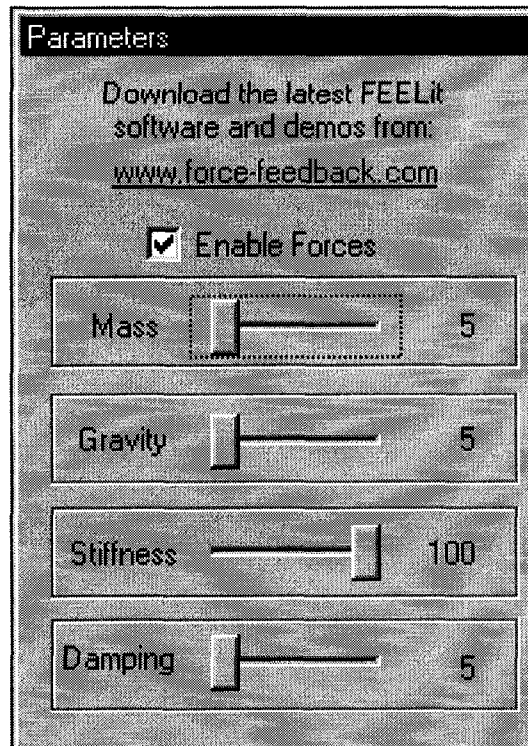 Parameters
Download the latest FEELit
software and demos from:
www.force-feedback.com
Enable Forces
Mass 5
Gravity 5
Stiffness 100
Damping 5